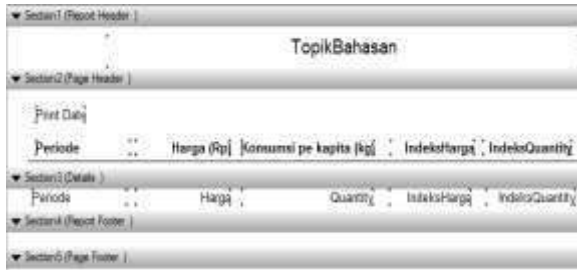 Section1 (Report Header )
TopikBahasan
Section2 (Page Header )
Print Date
Periode Harga (Rp) Konsumsi pe kapita (kg) IndeksHarga IndeksQuantity
Section3 (Details )
Periode Harga Quantity IndeksHarga IndeksQuantity
Section4 (Report Footer )
Section5 (Page Footer )